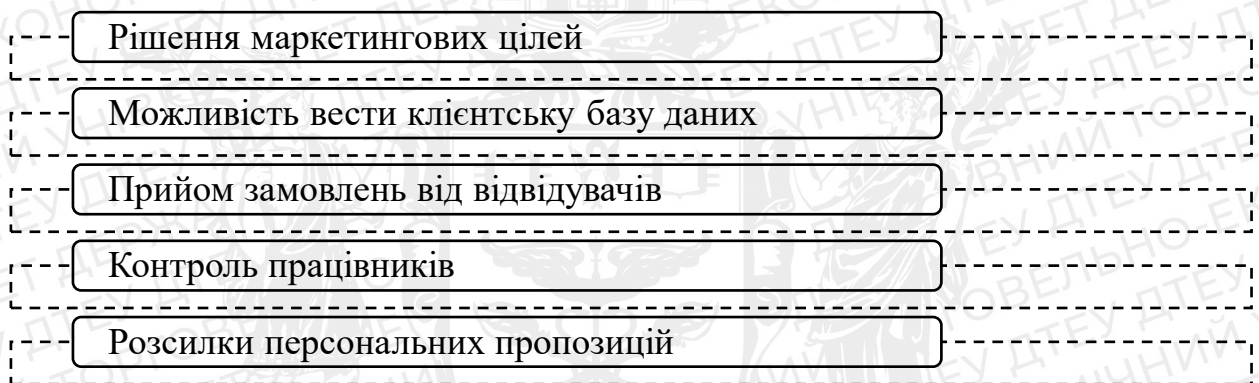 Рішення маркетингових цілей
Можливість вести клієнтську базу даних
Прийом замовлень від відвідувачів
Контроль працівників
Розсилки персональних пропозицій